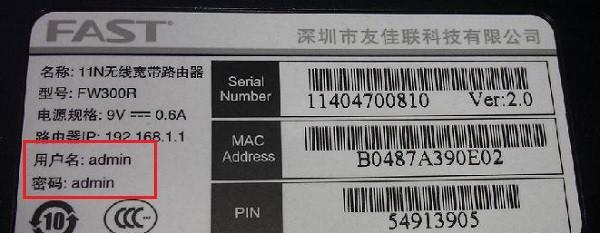 FAST®
深圳市友佳联科技有限公司
名称: 11N无线宽带路由器
型号: FW300R
电源规格: 9V ⎓ 0.6A
路由器IP: 192.168.1.1
用户名: admin
密码: admin
10
CCC
Serial Number
11404700810 Ver:2.0
MAC Address
B0487A390E02
PIN
54913905